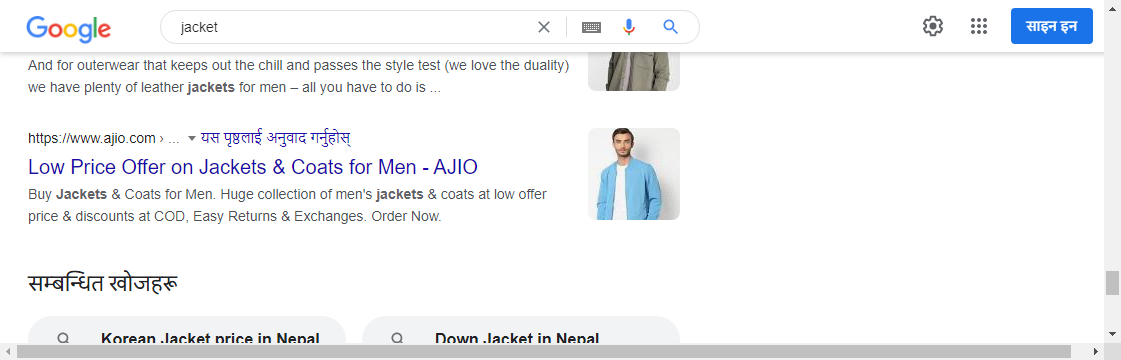 Google jacket साइन इन
And for outerwear that keeps out the chill and passes the style test (we love the duality)
we have plenty of leather jackets for men – all you have to do is ...
https://www.ajio.com › ... यस पृष्ठलाई अनुवाद गर्नुहोस्
Low Price Offer on Jackets & Coats for Men - AJIO
Buy Jackets & Coats for Men. Huge collection of men's jackets & coats at low offer
price & discounts at COD, Easy Returns & Exchanges. Order Now.
सम्बन्धित खोजहरू
Korean Jacket price in Nepal Down Jacket in Nepal